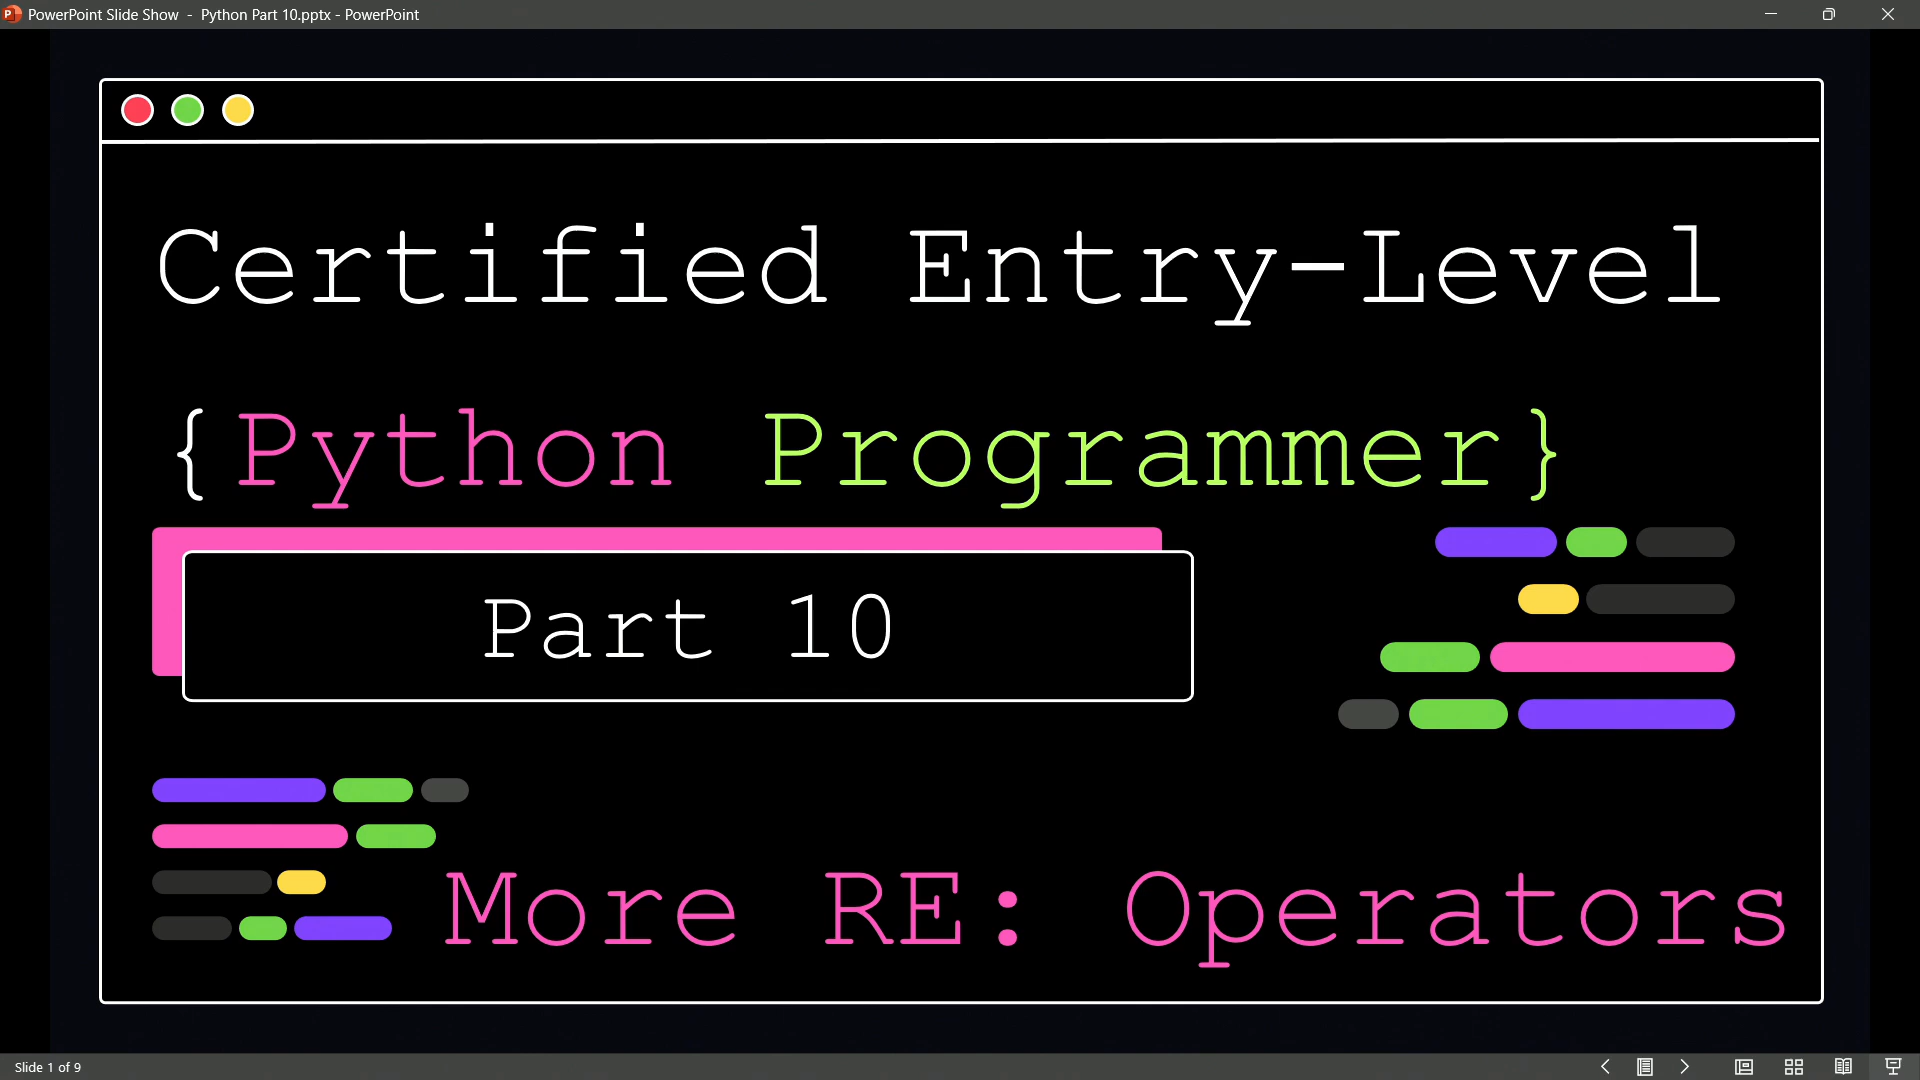 PowerPoint Slide Show - Python Part 10.pptx - PowerPoint
Certified Entry-Level
{Python Programmer}
Part 10
More RE: Operators
Slide 1 of 9